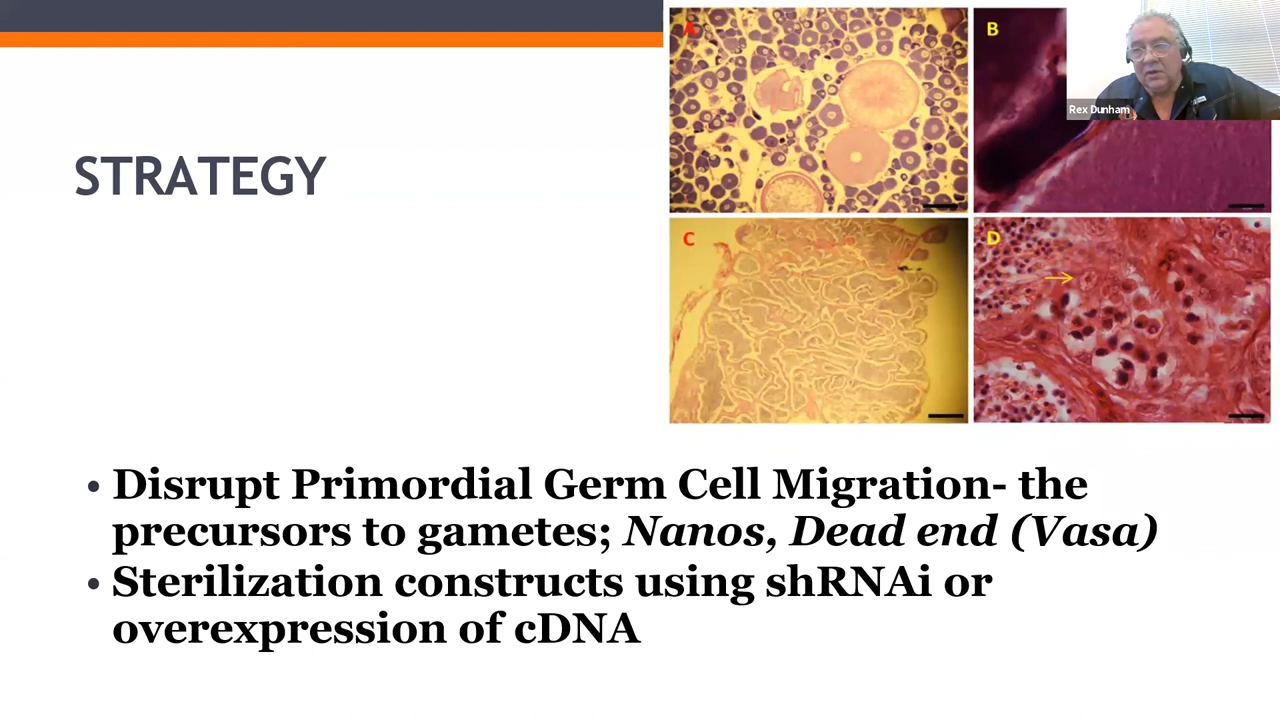 A
B
Rex Dunham
STRATEGY
C
D
• Disrupt Primordial Germ Cell Migration- the
precursors to gametes; Nanos, Dead end (Vasa)
• Sterilization constructs using shRNAi or
overexpression of cDNA